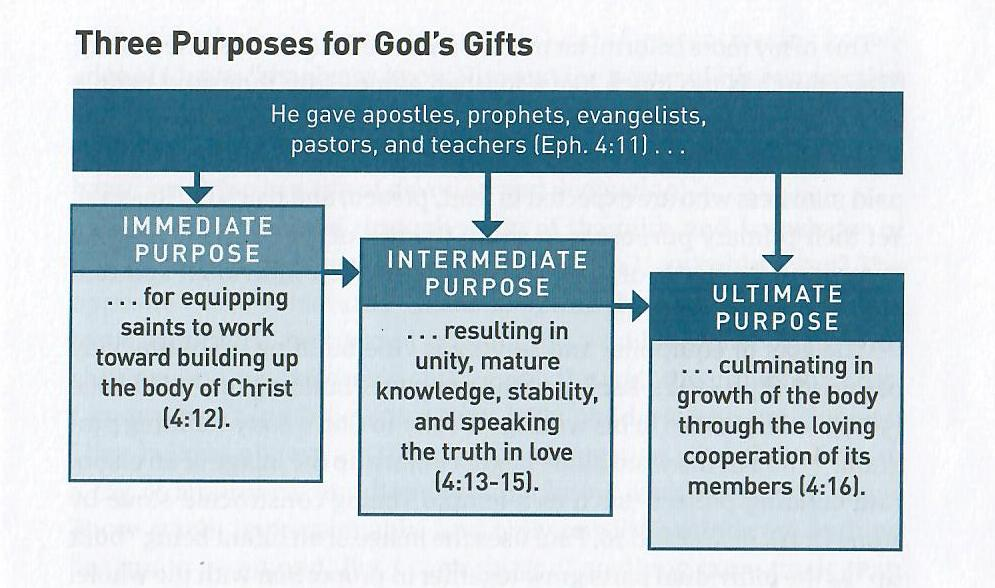 Three Purposes for God's Gifts
He gave apostles, prophets, evangelists,
pastors, and teachers (Eph. 4:11) . . .
IMMEDIATE
PURPOSE
. . . for equipping
saints to work
toward building up
the body of Christ
(4:12).
INTERMEDIATE
PURPOSE
. . . resulting in
unity, mature
knowledge, stability,
and speaking
the truth in love
(4:13-15).
ULTIMATE
PURPOSE
. . . culminating in
growth of the body
through the loving
cooperation of its
members (4:16).